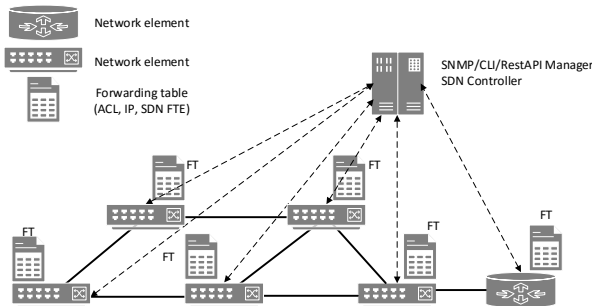 Network element
Network element
Forwarding table
(ACL, IP, SDN FTE)
SNMP/CLI/RestAPI Manager
SDN Controller
FT
FT
FT
FT
FT
FT